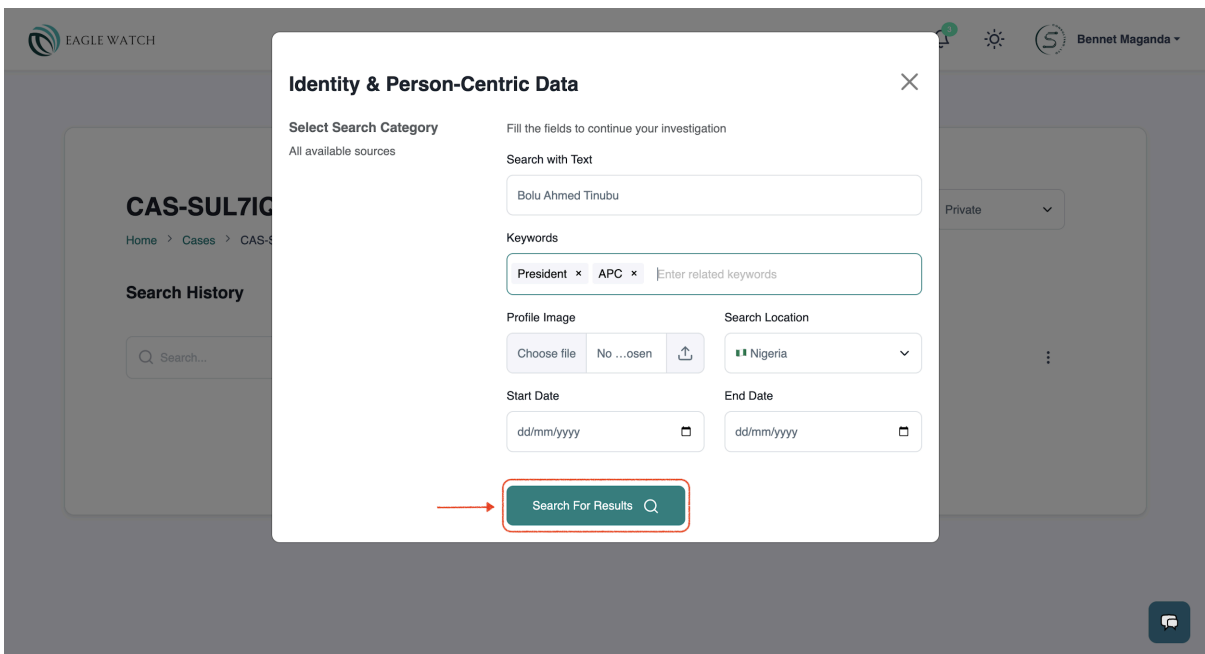 EAGLE WATCH
3
Bennet Maganda
Identity & Person-Centric Data
Select Search Category
All available sources
Fill the fields to continue your investigation
Search with Text
Bolu Ahmed Tinubu
Keywords
President × APC × Enter related keywords
Profile Image
Search Location
Choose file No ...osen
Nigeria
Start Date
End Date
dd/mm/yyyy
dd/mm/yyyy
Search For Results
CAS-SUL7IQ
Private
Home > Cases > CAS-S
Search History
Search...